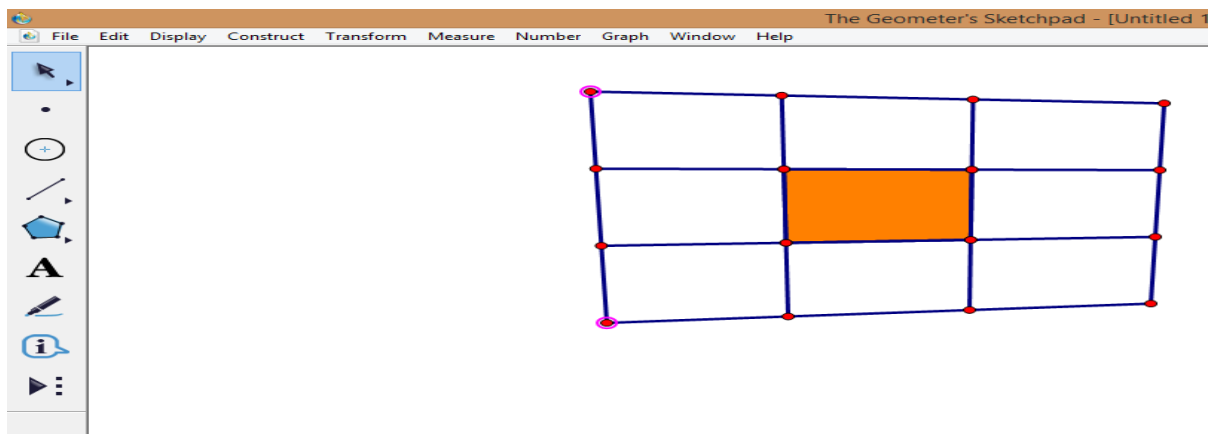 The Geometer's Sketchpad - [Untitled 1
File Edit Display Construct Transform Measure Number Graph Window Help
A
i